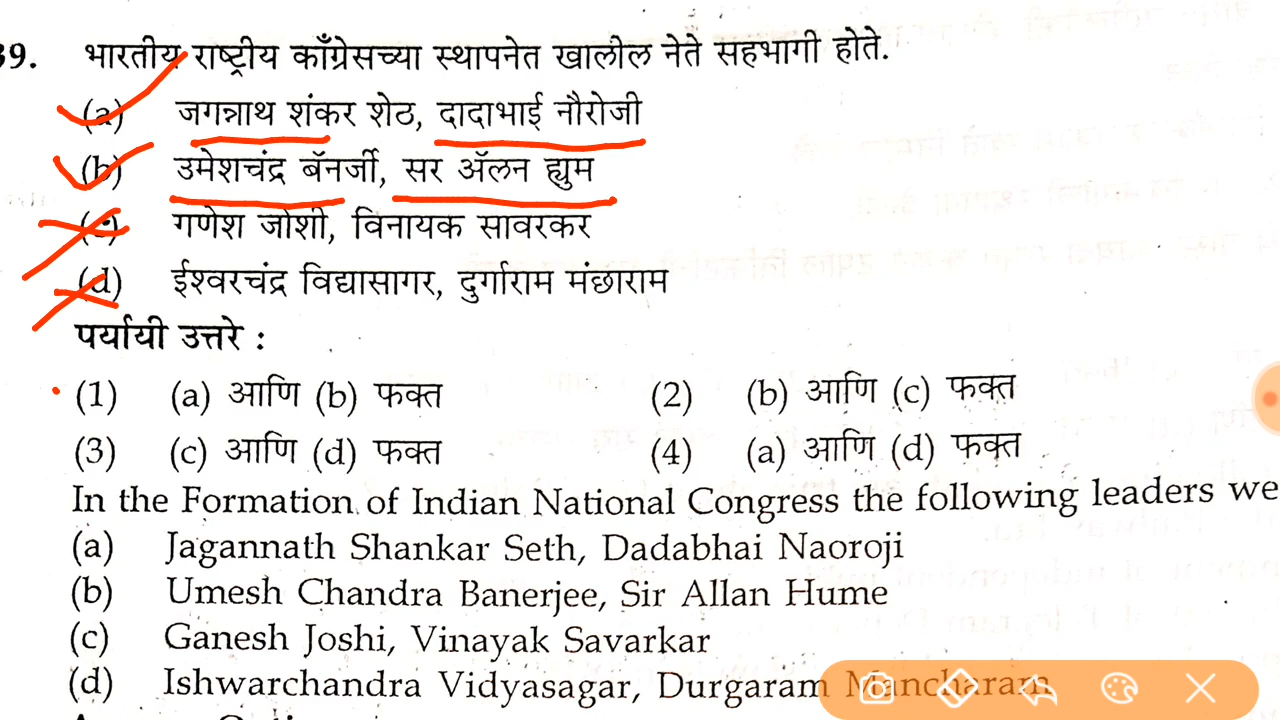 39. भारतीय राष्ट्रीय काँग्रेसच्या स्थापनेत खालील नेते सहभागी होते.
(a) जगन्नाथ शंकर शेठ, दादाभाई नौरोजी
(b) उमेशचंद्र बॅनर्जी, सर ॲलन ह्युम
(c) गणेश जोशी, विनायक सावरकर
(d) ईश्वरचंद्र विद्यासागर, दुर्गाराम मंछाराम
पर्यायी उत्तरे :
(1) (a) आणि (b) फक्त (2) (b) आणि (c) फक्त
(3) (c) आणि (d) फक्त (4) (a) आणि (d) फक्त
In the Formation of Indian National Congress the following leaders we
(a) Jagannath Shankar Seth, Dadabhai Naoroji
(b) Umesh Chandra Banerjee, Sir Allan Hume
(c) Ganesh Joshi, Vinayak Savarkar
(d) Ishwarchandra Vidyasagar, Durgaram Mancharam